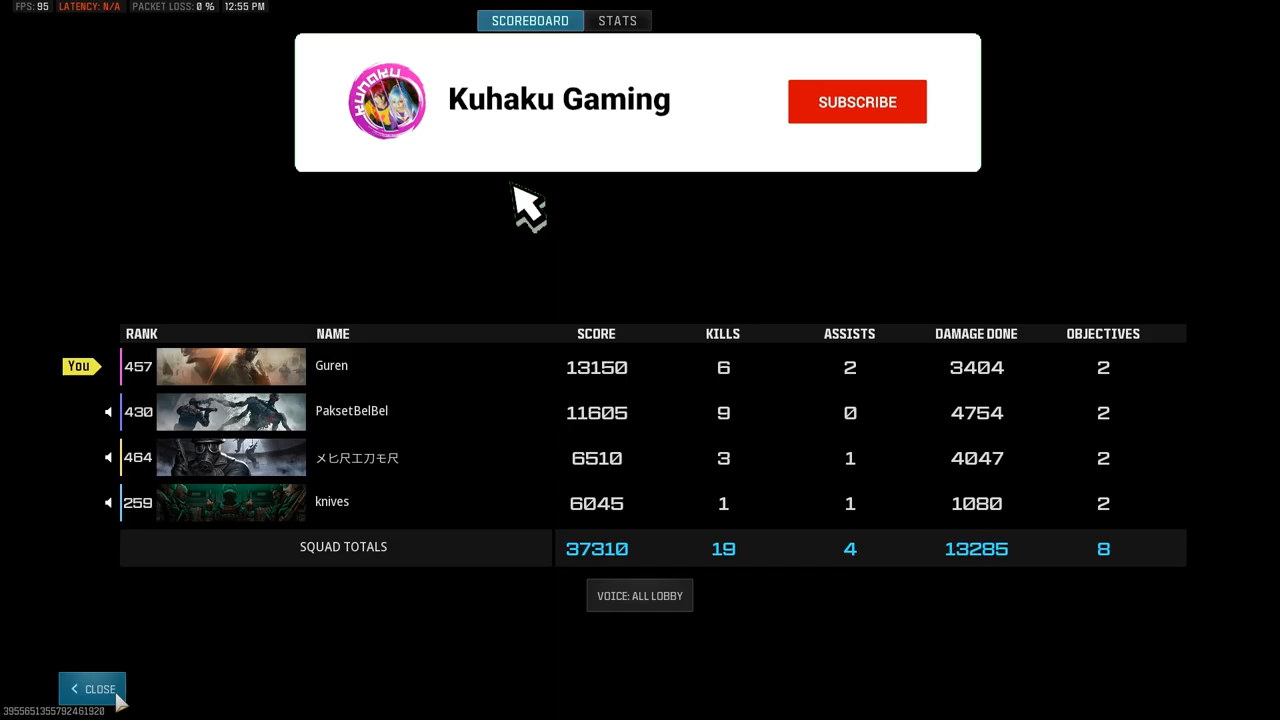 FPS: 95 LATENCY: N/A PACKET LOSS: 0 % 12:55 PM
SCOREBOARD STATS
KUHAKU
Kuhaku Gaming
SUBSCRIBE
RANK NAME SCORE KILLS ASSISTS DAMAGE DONE OBJECTIVES
You 457 Guren 13150 6 2 3404 2
430 PaksetBelBel 11605 9 0 4754 2
464 メヒ尺工刀モ尺 6510 3 1 4047 2
259 knives 6045 1 1 1080 2
SQUAD TOTALS 37310 19 4 13285 8
VOICE: ALL LOBBY
CLOSE
3955651355792461920